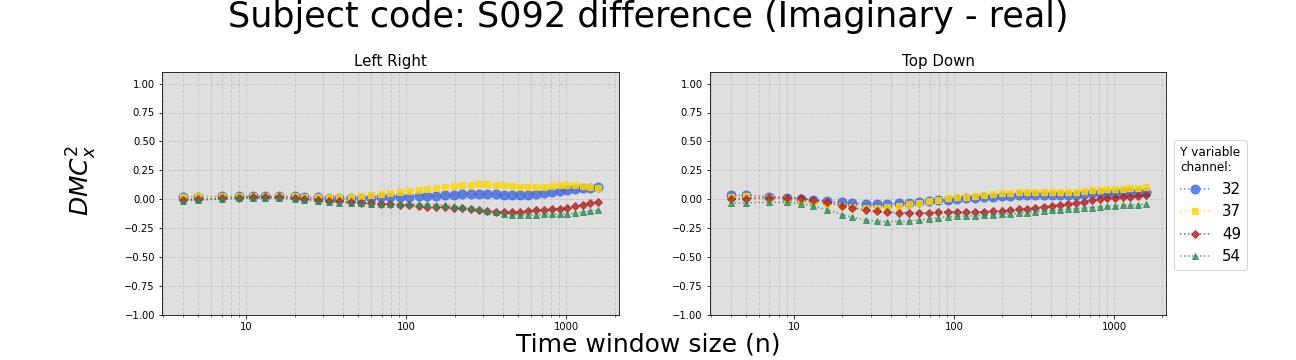 Subject code: S092 difference (Imaginary - real)
Left Right
Top Down
1.00
0.75
0.50
0.25
0.00
−0.25
−0.50
−0.75
−1.00
1.00
0.75
0.50
0.25
0.00
−0.25
−0.50
−0.75
−1.00
DMC²ₓ
Y variable
channel:
32
37
49
54
10 100 1000
10 100 1000
Time window size (n)